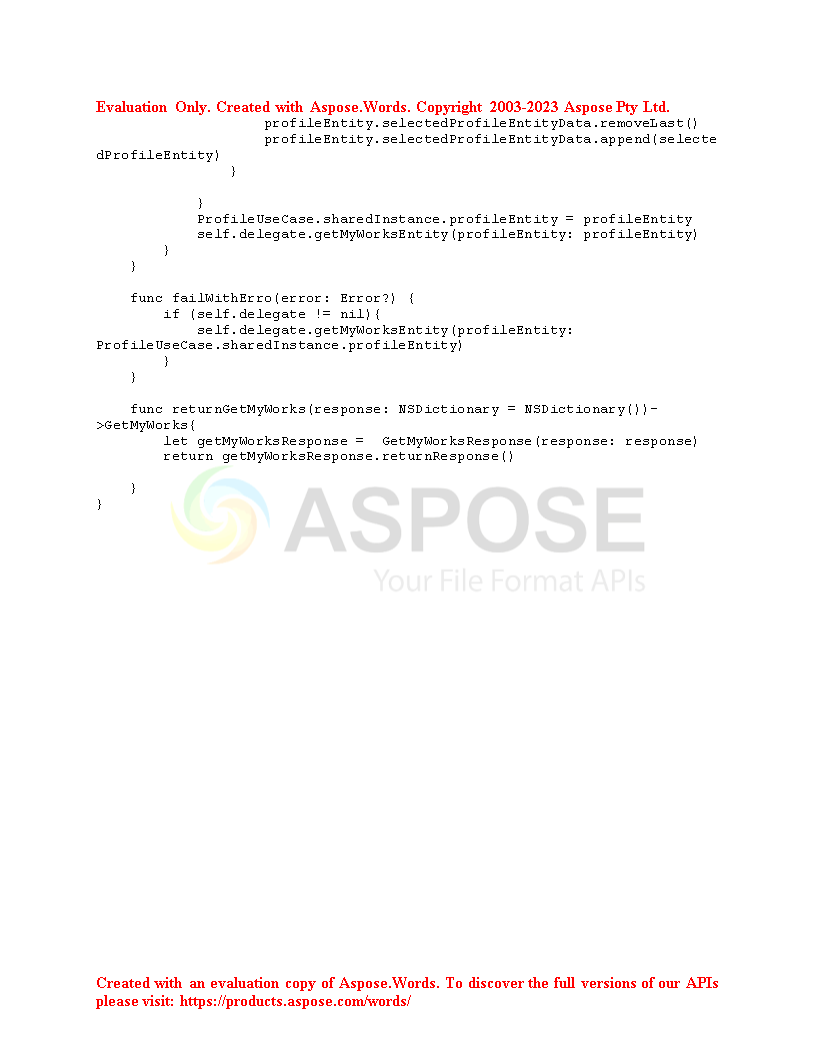 Evaluation Only. Created with Aspose.Words. Copyright 2003-2023 Aspose Pty Ltd.
                    profileEntity.selectedProfileEntityData.removeLast()
                    profileEntity.selectedProfileEntityData.append(selecte
dProfileEntity)
                }

            }
            ProfileUseCase.sharedInstance.profileEntity = profileEntity
            self.delegate.getMyWorksEntity(profileEntity: profileEntity)
        }
    }

    func failWithErro(error: Error?) {
        if (self.delegate != nil){
            self.delegate.getMyWorksEntity(profileEntity:
ProfileUseCase.sharedInstance.profileEntity)
        }
    }

    func returnGetMyWorks(response: NSDictionary = NSDictionary())-
>GetMyWorks{
        let getMyWorksResponse =  GetMyWorksResponse(response: response)
        return getMyWorksResponse.returnResponse()

    }
}
ASPOSE
Your File Format APIs
Created with an evaluation copy of Aspose.Words. To discover the full versions of our APIs
please visit: https://products.aspose.com/words/